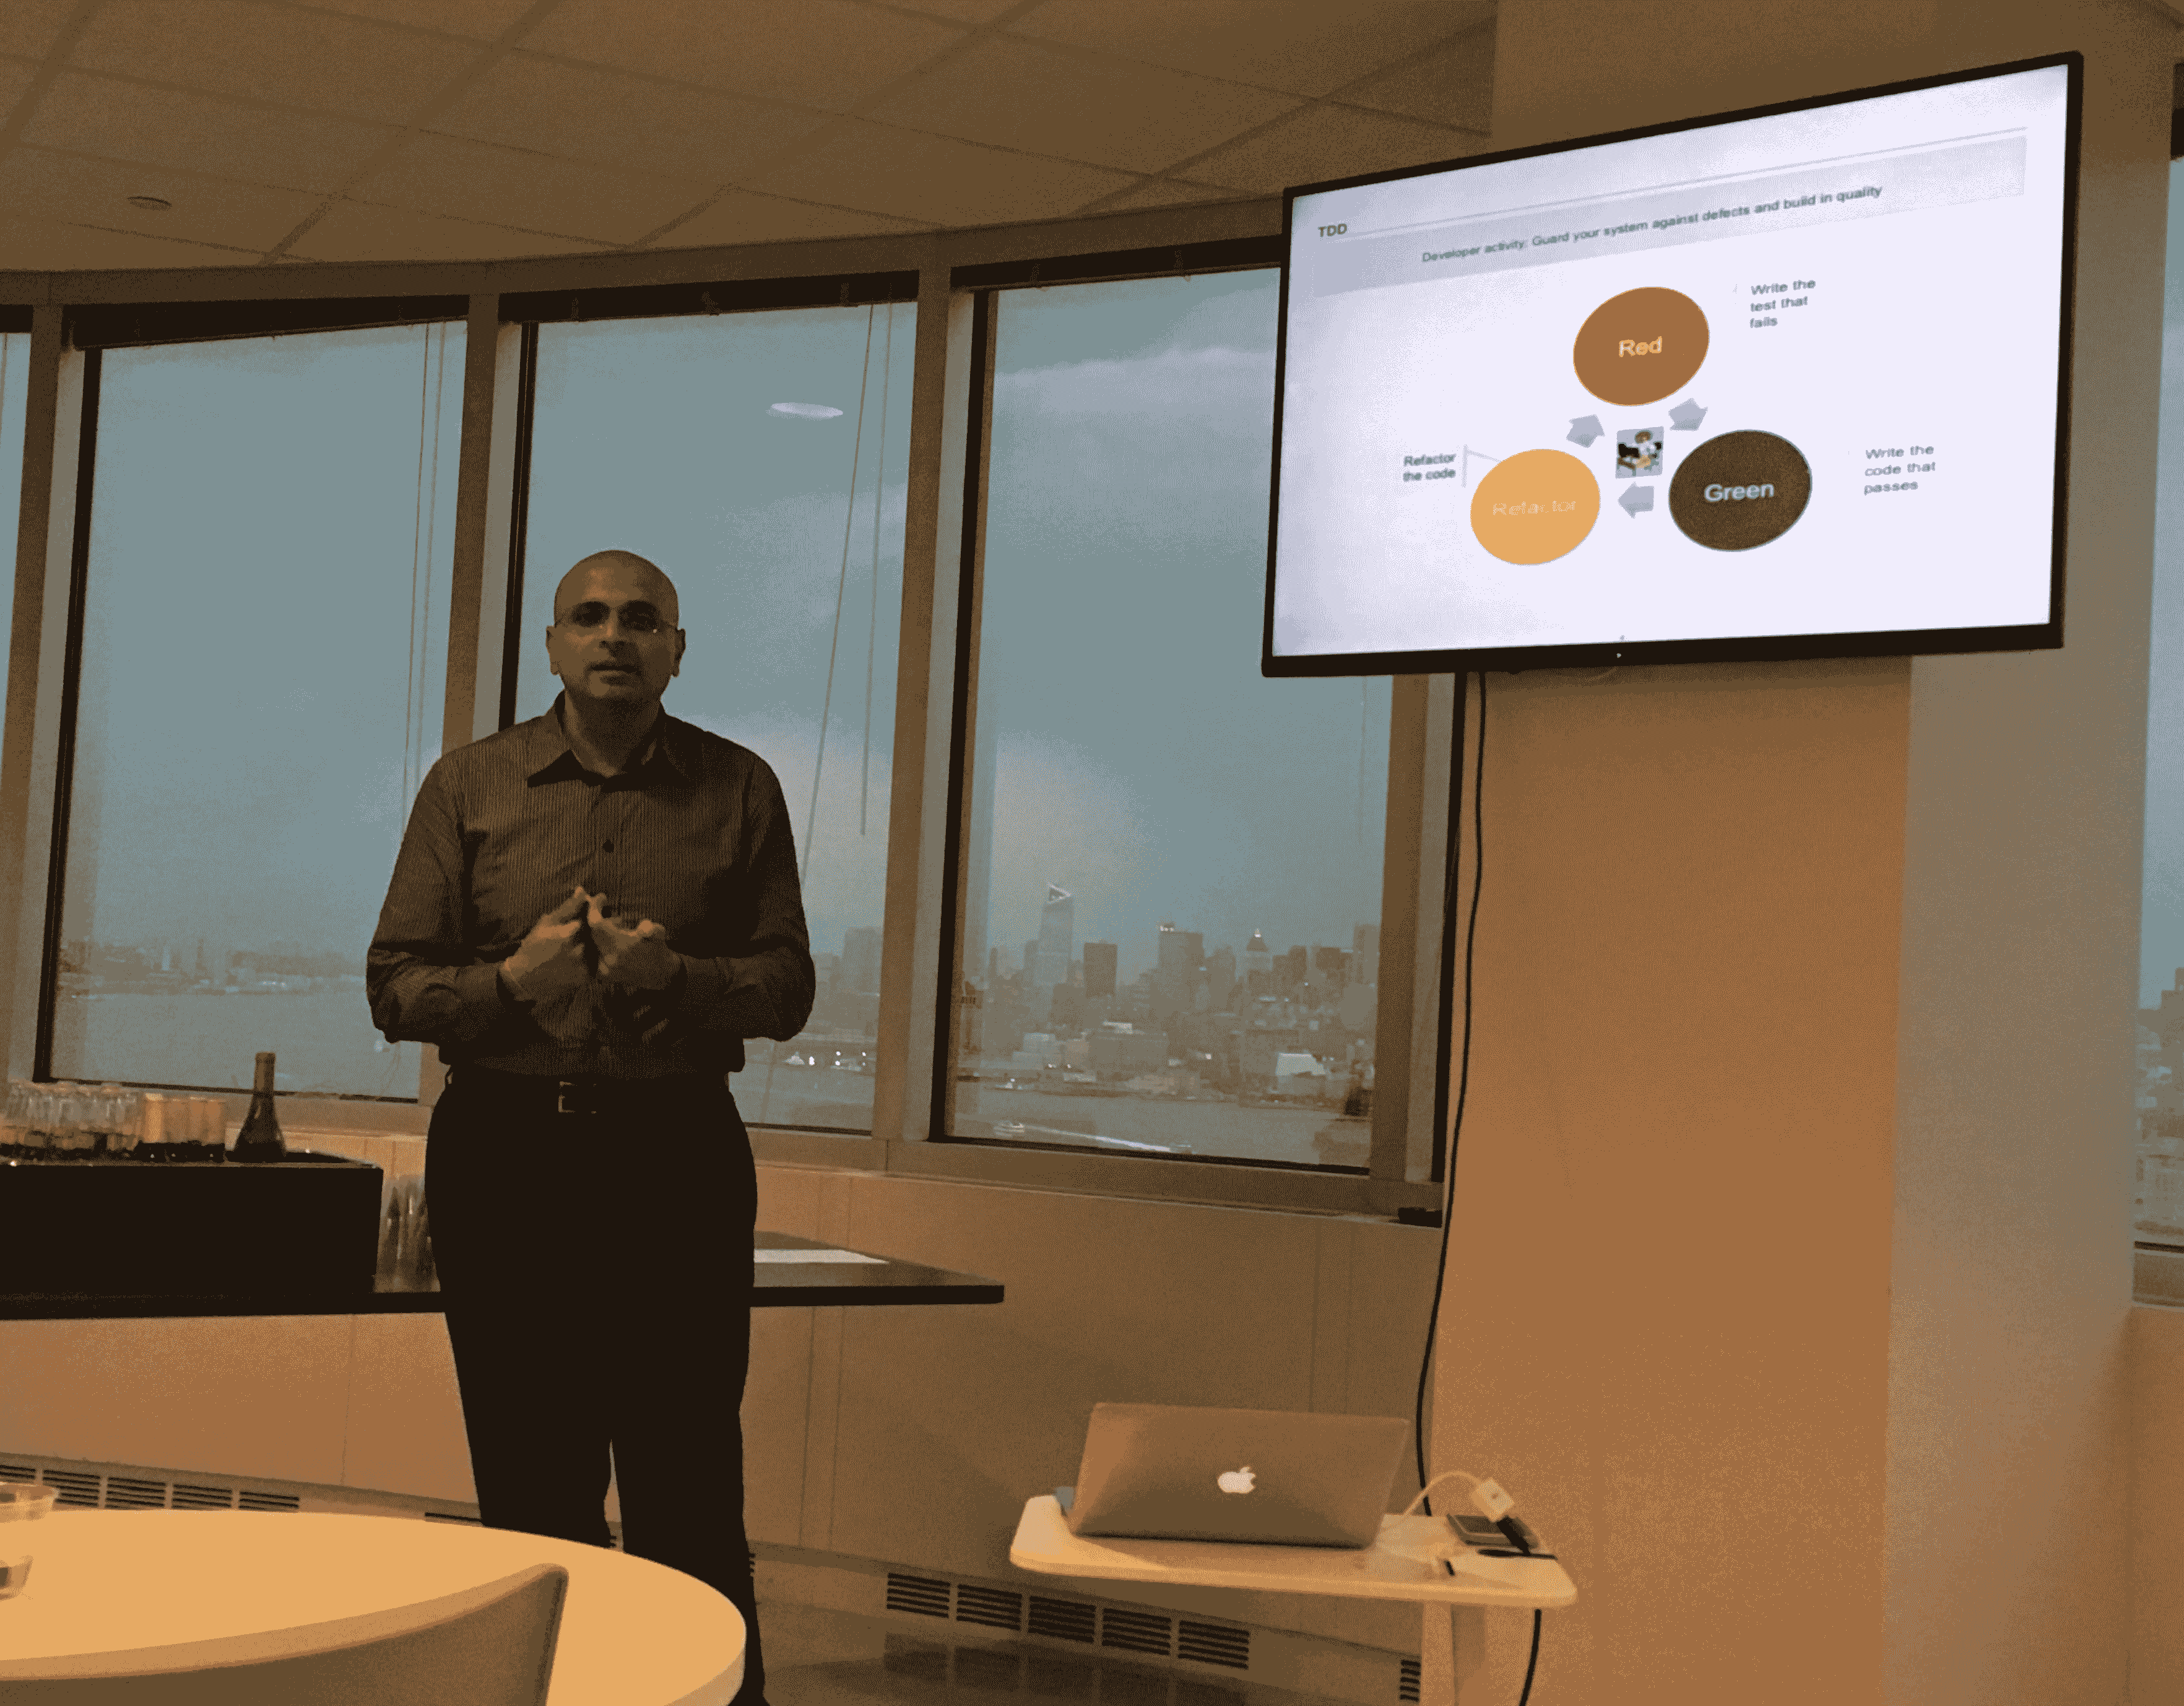 TDD
Developer activity: Guard your system against defects and build in quality
Write the
test that
fails
Red
Refactor
the code
Refactor
Green
Write the
code that
passes